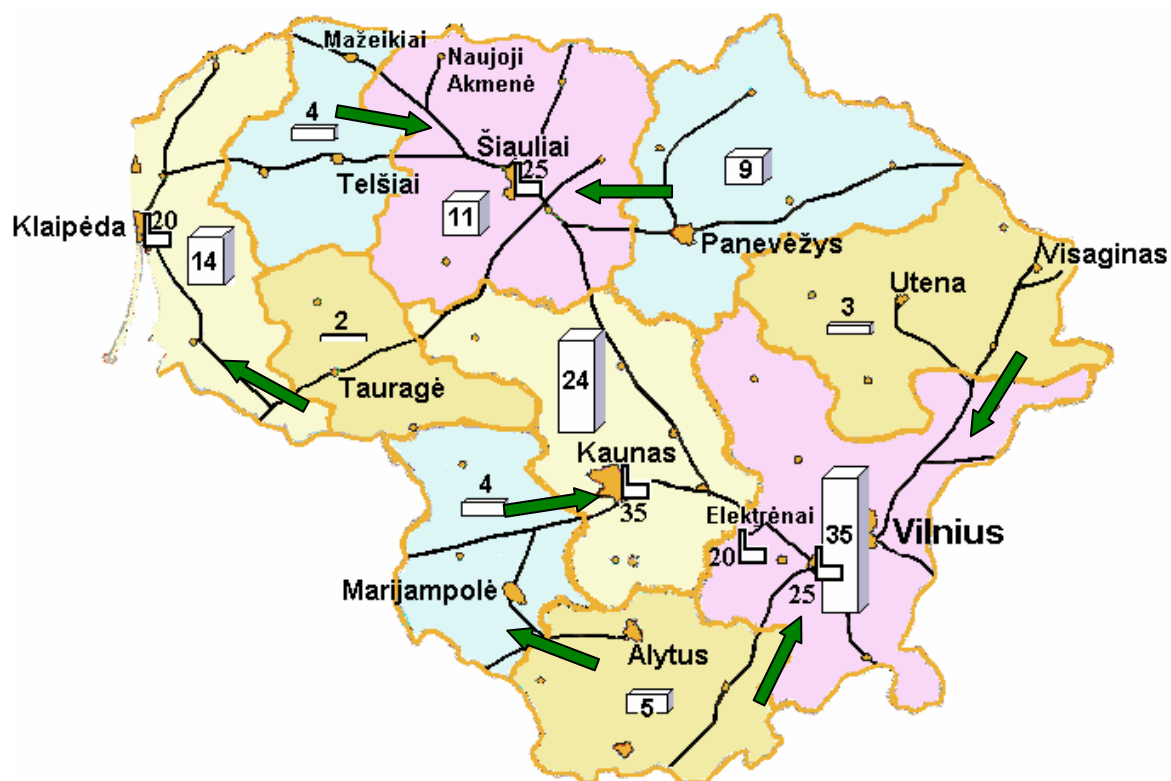 Mažeikiai
Naujoji
Akmenė
4
Šiauliai
25
Telšiai
9
Klaipėda
20
11
14
Panevėžys
Visaginas
Utena
2
3
Tauragė
24
Kaunas
35
4
Elektrėnai
20
35
Vilnius
25
Marijampolė
Alytus
5